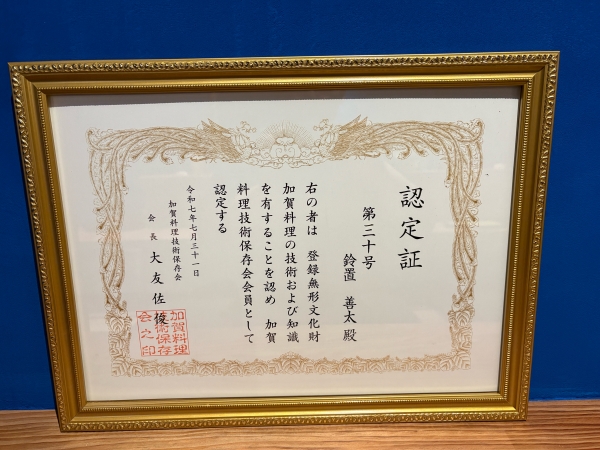 認定証
第三十号
鈴置 善太 殿
右の者は 登録無形文化財
加賀料理の技術および知識
を有することを認め 加賀
料理技術保存会会員として
認定する
令和七年七月三十一日
加賀料理技術保存会
会長 大友佐俊
加賀料理
技術保存
会之印